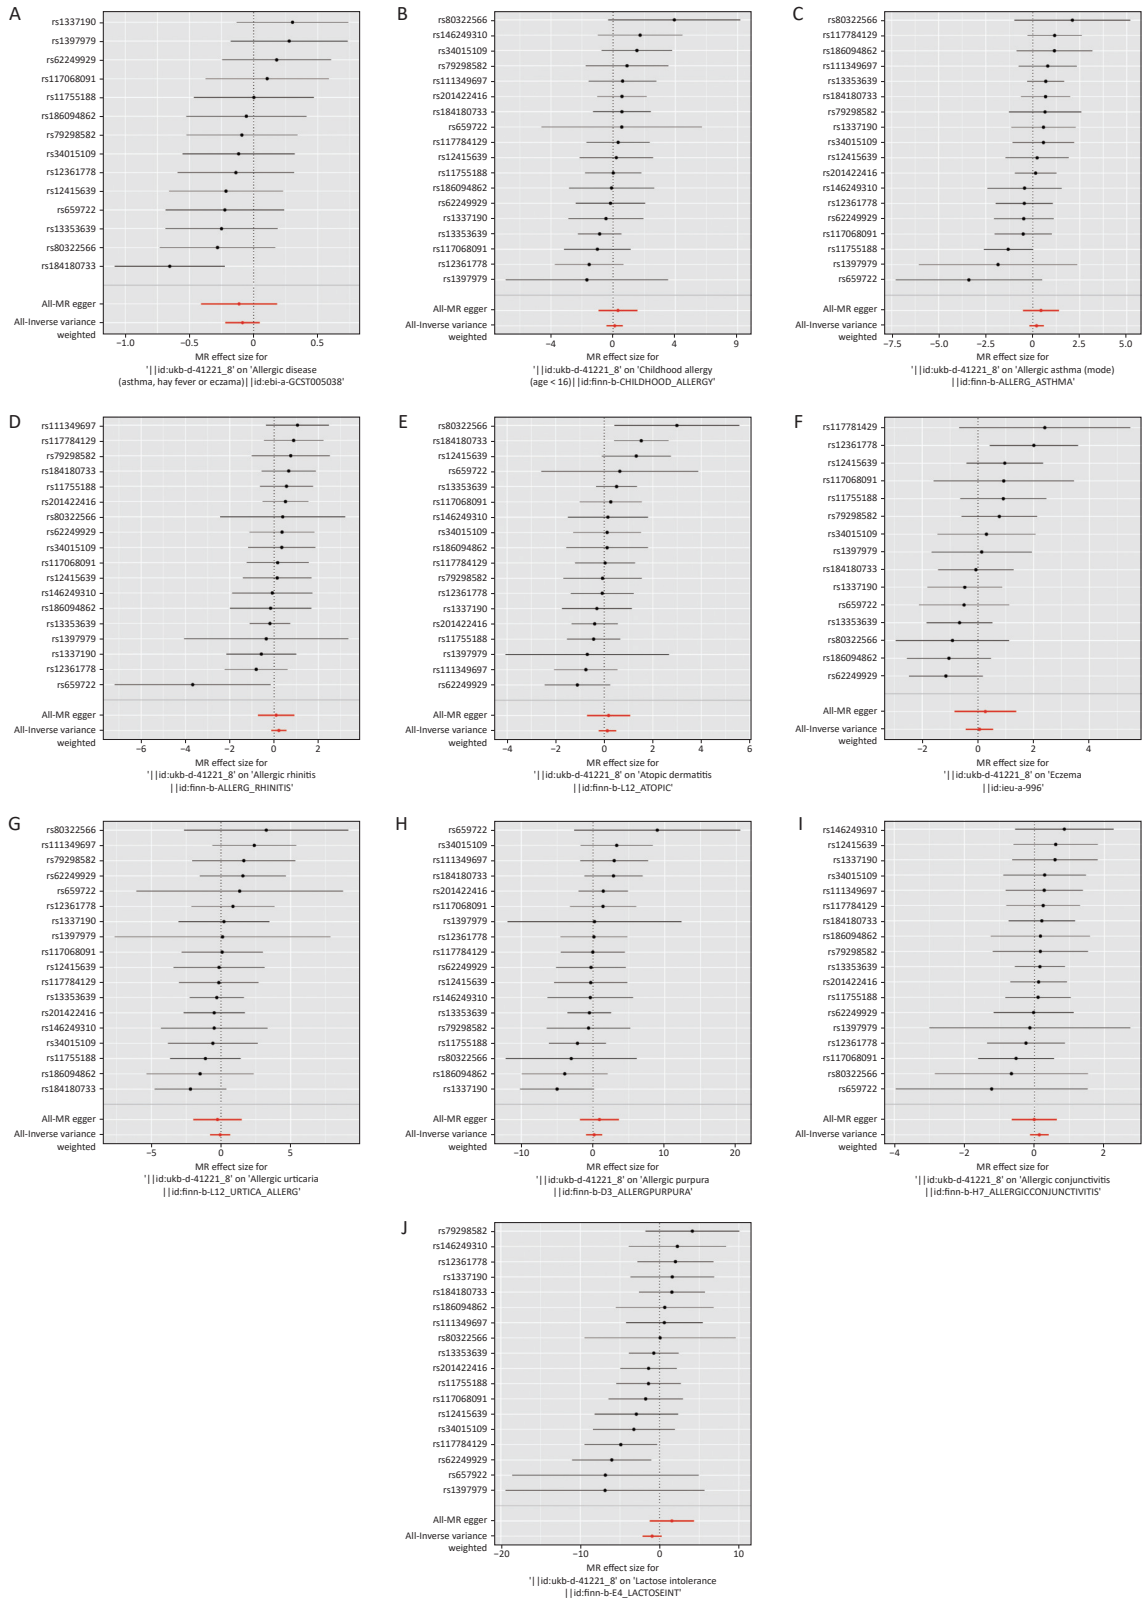 A
rs1337190
rs1397979
rs62249929
rs117068091
rs11755188
rs186094862
rs79298582
rs34015109
rs12361778
rs12415639
rs659722
rs13353639
rs80322566
rs184180733
All-MR egger
All-Inverse variance
weighted
−1.0 −0.5 0 0.5
MR effect size for
'||id:ukb-d-41221_8' on 'Allergic disease
(asthma, hay fever or eczama)||id:ebi-a-GCST005038'
B
rs80322566
rs146249310
rs34015109
rs79298582
rs111349697
rs201422416
rs184180733
rs659722
rs117784129
rs12415639
rs11755188
rs186094862
rs62249929
rs1337190
rs13353639
rs117068091
rs12361778
rs1397979
All-MR egger
All-Inverse variance
weighted
−4 0 4 9
MR effect size for
'||id:ukb-d-41221_8' on 'Childhood allergy
(age < 16)||id:finn-b-CHILDHOOD_ALLERGY'
C
rs80322566
rs117784129
rs186094862
rs111349697
rs13353639
rs184180733
rs79298582
rs1337190
rs34015109
rs12415639
rs201422416
rs146249310
rs12361778
rs62249929
rs117068091
rs11755188
rs1397979
rs659722
All-MR egger
All-Inverse variance
weighted
−7.5 −5.0 −2.5 0 2.5 5.0
MR effect size for
'||id:ukb-d-41221_8' on 'Allergic asthma (mode)
||id:finn-b-ALLERG_ASTHMA'
D
rs111349697
rs117784129
rs79298582
rs184180733
rs11755188
rs201422416
rs80322566
rs62249929
rs34015109
rs117068091
rs12415639
rs146249310
rs186094862
rs13353639
rs1397979
rs1337190
rs12361778
rs659722
All-MR egger
All-Inverse variance
weighted
−6 −4 −2 0 2
MR effect size for
'||id:ukb-d-41221_8' on 'Allergic rhinitis
||id:finn-b-ALLERG_RHINITIS'
E
rs80322566
rs184180733
rs12415639
rs659722
rs13353639
rs117068091
rs146249310
rs34015109
rs186094862
rs117784129
rs79298582
rs12361778
rs1337190
rs201422416
rs11755188
rs1397979
rs111349697
rs62249929
All-MR egger
All-Inverse variance
weighted
−4 −2 0 2 4 6
MR effect size for
'||id:ukb-d-41221_8' on 'Atopic dermatitis
||id:finn-b-L12_ATOPIC'
F
rs117781429
rs12361778
rs12415639
rs117068091
rs11755188
rs79298582
rs34015109
rs1397979
rs184180733
rs1337190
rs659722
rs13353639
rs80322566
rs186094862
rs62249929
All-MR egger
All-Inverse variance
weighted
−2 0 2 4
MR effect size for
'||id:ukb-d-41221_8' on 'Eczema
||id:ieu-a-996'
G
rs80322566
rs111349697
rs79298582
rs62249929
rs659722
rs12361778
rs1337190
rs1397979
rs117068091
rs12415639
rs117784129
rs13353639
rs201422416
rs146249310
rs34015109
rs11755188
rs186094862
rs184180733
All-MR egger
All-Inverse variance
weighted
−5 0 5
MR effect size for
'||id:ukb-d-41221_8' on 'Allergic urticaria
||id:finn-b-L12_URTICA_ALLERG'
H
rs659722
rs34015109
rs111349697
rs184180733
rs201422416
rs117068091
rs1397979
rs12361778
rs117784129
rs62249929
rs12415639
rs146249310
rs13353639
rs79298582
rs11755188
rs80322566
rs186094862
rs1337190
All-MR egger
All-Inverse variance
weighted
−10 0 10 20
MR effect size for
'||id:ukb-d-41221_8' on 'Allergic purpura
||id:finn-b-D3_ALLERGPURPURA'
I
rs146249310
rs12415639
rs1337190
rs34015109
rs111349697
rs117784129
rs184180733
rs186094862
rs79298582
rs13353639
rs201422416
rs11755188
rs62249929
rs1397979
rs12361778
rs117068091
rs80322566
rs659722
All-MR egger
All-Inverse variance
weighted
−4 −2 0 2
MR effect size for
'||id:ukb-d-41221_8' on 'Allergic conjunctivitis
||id:finn-b-H7_ALLERGICCONJUNCTIVITIS'
J
rs79298582
rs146249310
rs12361778
rs1337190
rs184180733
rs186094862
rs111349697
rs80322566
rs13353639
rs201422416
rs11755188
rs117068091
rs12415639
rs34015109
rs117784129
rs62249929
rs657922
rs1397979
All-MR egger
All-Inverse variance
weighted
−20 −10 0 10
MR effect size for
'||id:ukb-d-41221_8' on 'Lactose intolerance
||id:finn-b-E4_LACTOSEINT'